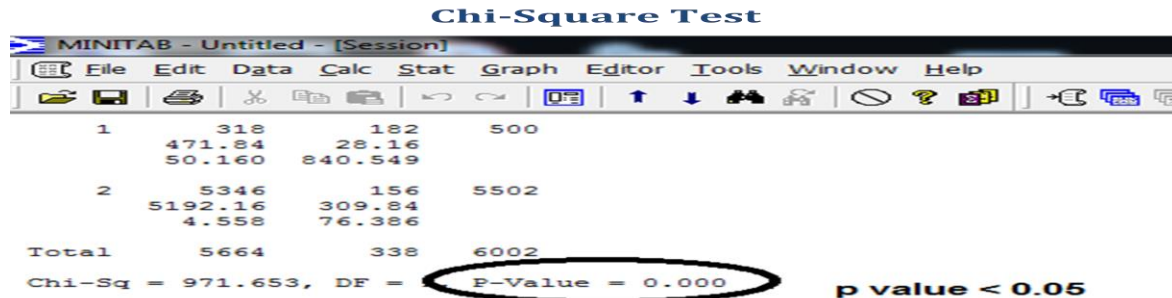 Chi-Square Test
MINITAB - Untitled - [Session]
File Edit Data Calc Stat Graph Editor Tools Window Help
1 318 182 500
471.84 28.16
50.160 840.549
2 5346 156 5502
5192.16 309.84
4.558 76.386
Total 5664 338 6002
Chi-Sq = 971.653, DF = P-Value = 0.000
p value < 0.05